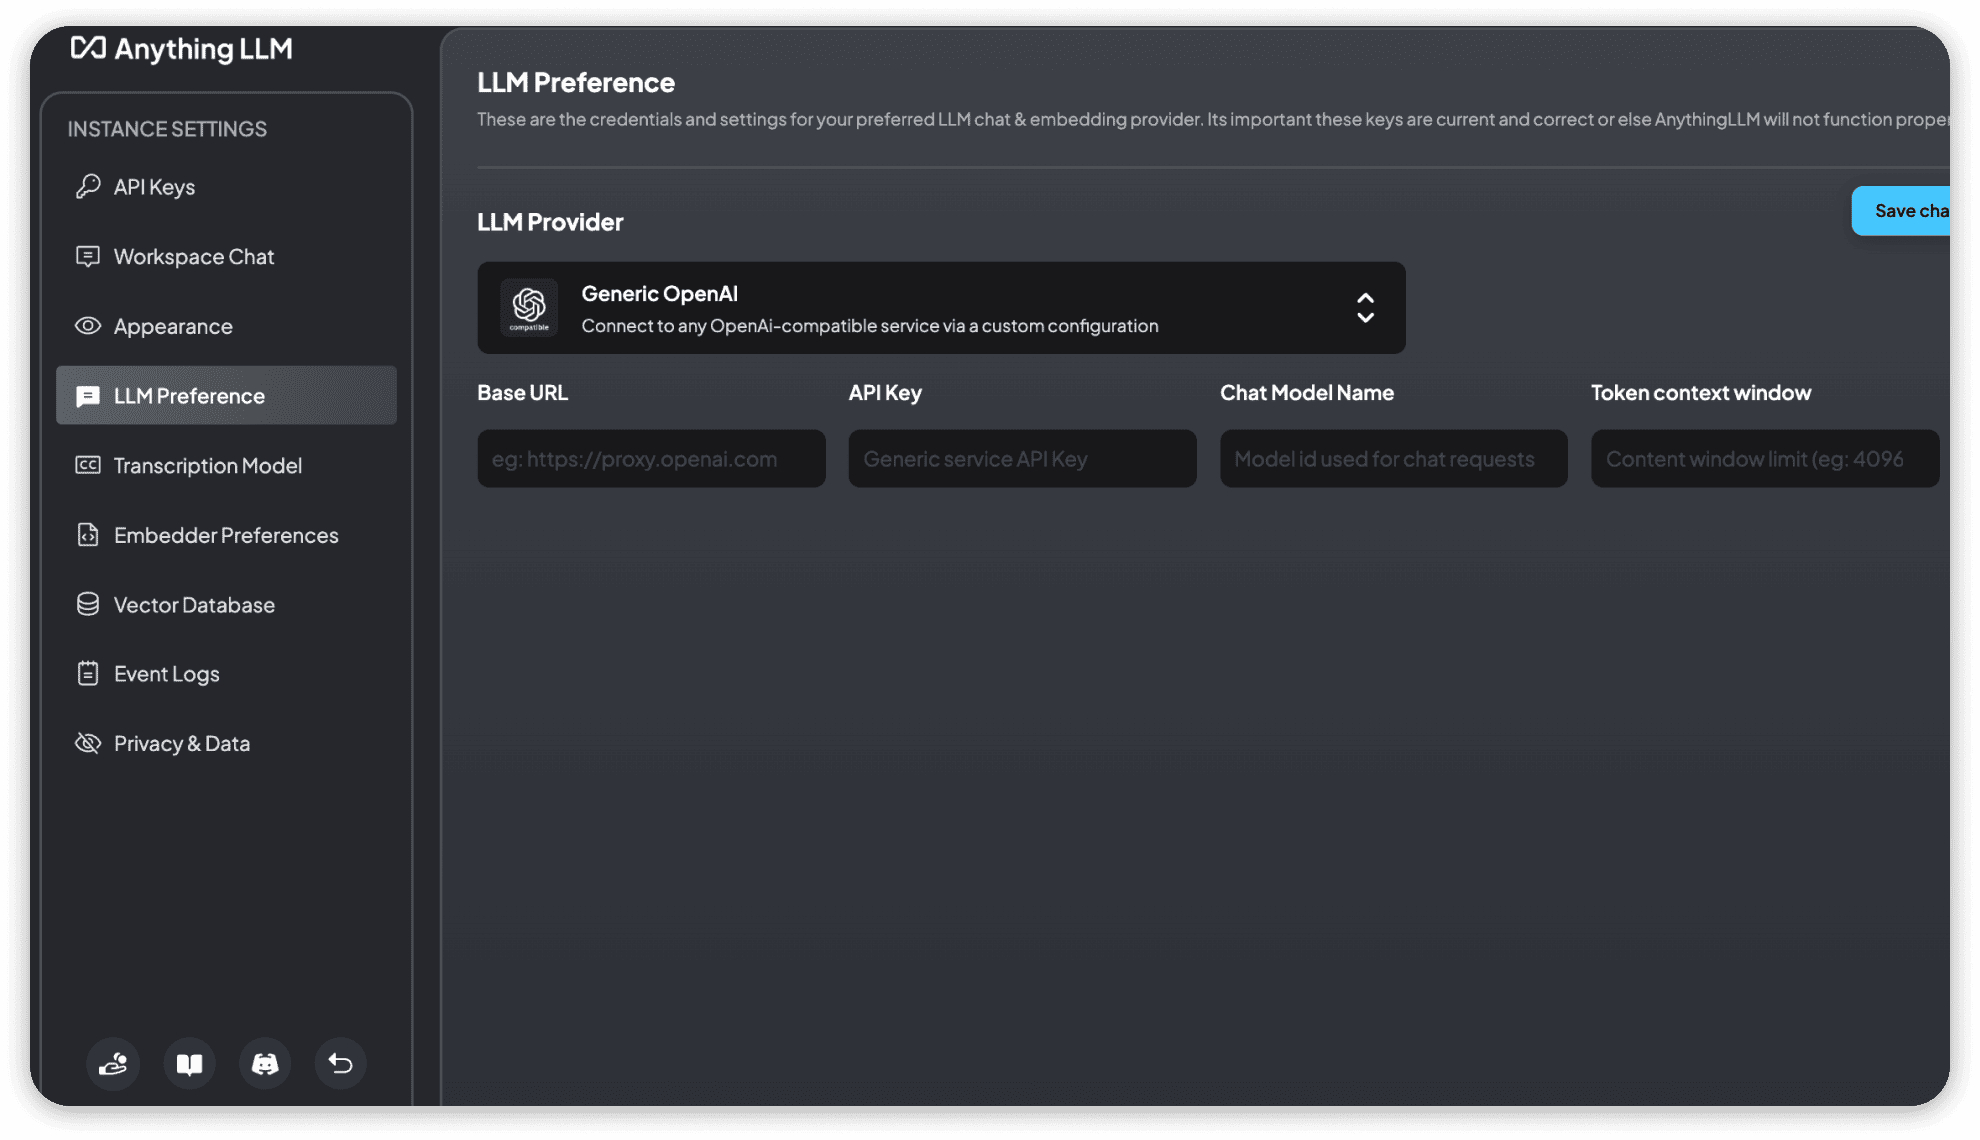 Anything LLM
INSTANCE SETTINGS
API Keys
Workspace Chat
Appearance
LLM Preference
Transcription Model
Embedder Preferences
Vector Database
Event Logs
Privacy & Data
LLM Preference
These are the credentials and settings for your preferred LLM chat & embedding provider. Its important these keys are current and correct or else AnythingLLM will not function proper
LLM Provider
Save cha
compatible
Generic OpenAI
Connect to any OpenAi-compatible service via a custom configuration
Base URL
API Key
Chat Model Name
Token context window
eg: https://proxy.openai.com
Generic service API Key
Model id used for chat requests
Content window limit (eg: 4096